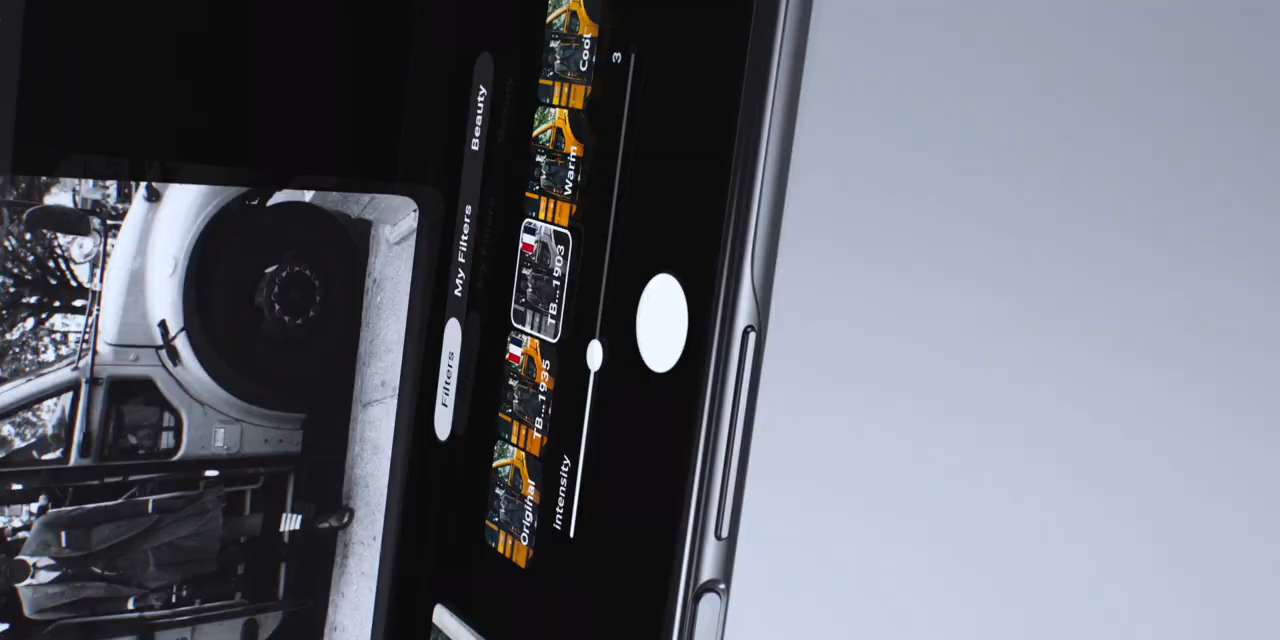 Filters
My Filters
Beauty
Original
TB...1935
TB...1903
Warm
Cool
Intensity
3